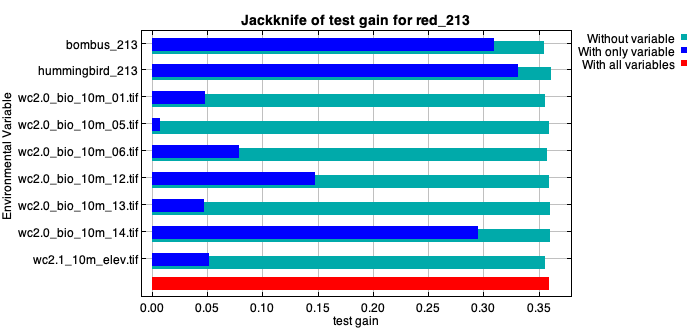 Jackknife of test gain for red_213
Environmental Variable
bombus_213
hummingbird_213
wc2.0_bio_10m_01.tif
wc2.0_bio_10m_05.tif
wc2.0_bio_10m_06.tif
wc2.0_bio_10m_12.tif
wc2.0_bio_10m_13.tif
wc2.0_bio_10m_14.tif
wc2.1_10m_elev.tif
Without variable
With only variable
With all variables
0.00 0.05 0.10 0.15 0.20 0.25 0.30 0.35
test gain